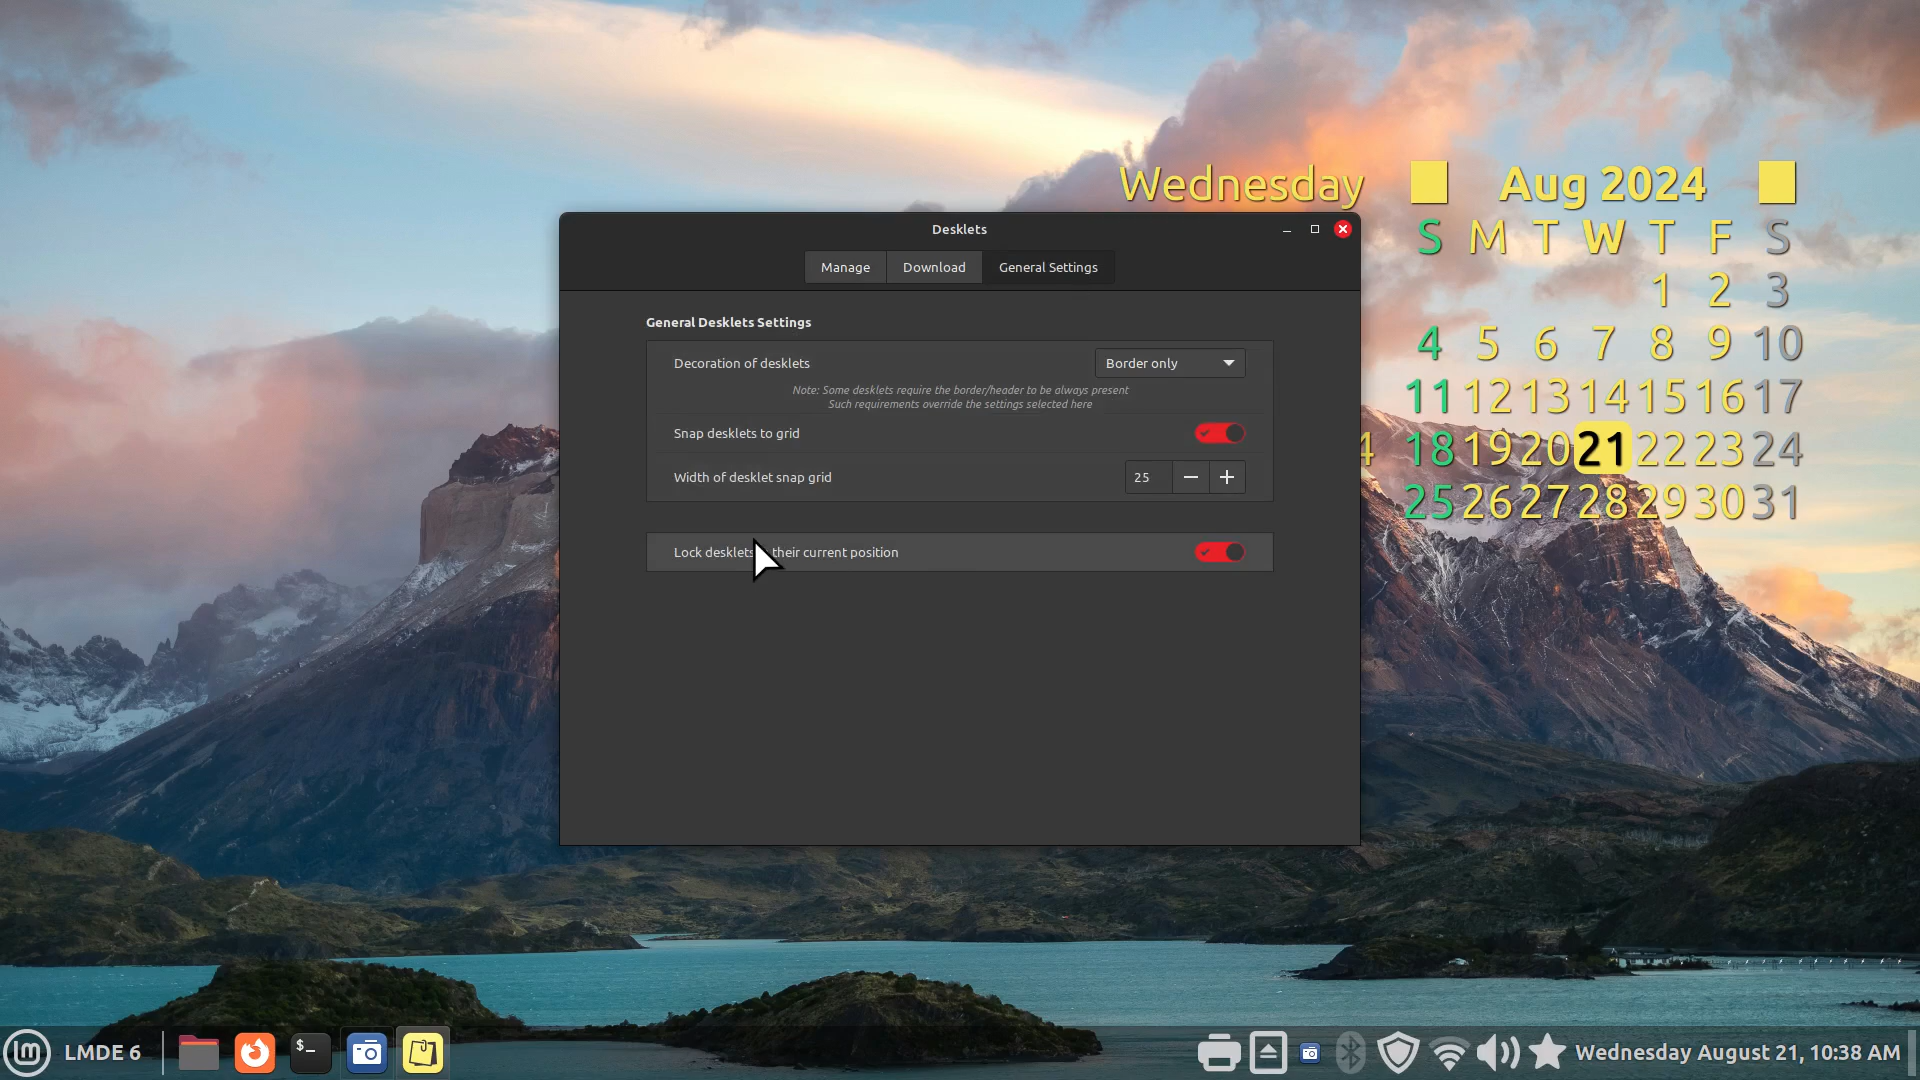 Wednesday
Aug 2024
S M T W T F S
1 2 3
4 5 6 7 8 9 10
11 12 13 14 15 16 17
4 18 19 20 21 22 23 24
25 26 27 28 29 30 31
Desklets
Manage Download General Settings
General Desklets Settings
Decoration of desklets Border only
Note: Some desklets require the border/header to be always present
Such requirements override the settings selected here
Snap desklets to grid
Width of desklet snap grid 25
Lock desklets their current position
LMDE 6
$_
Wednesday August 21, 10:38 AM